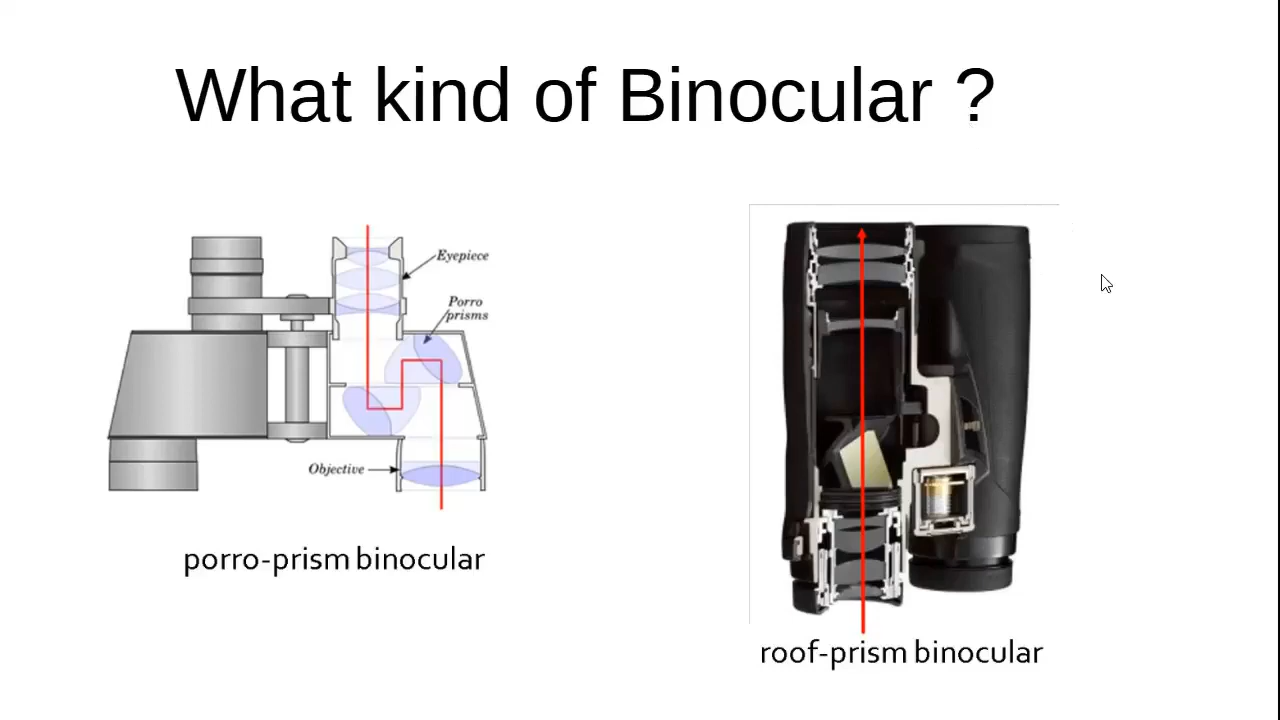 What kind of Binocular ?
Eyepiece
Porro
prisms
Objective
porro-prism binocular
roof-prism binocular